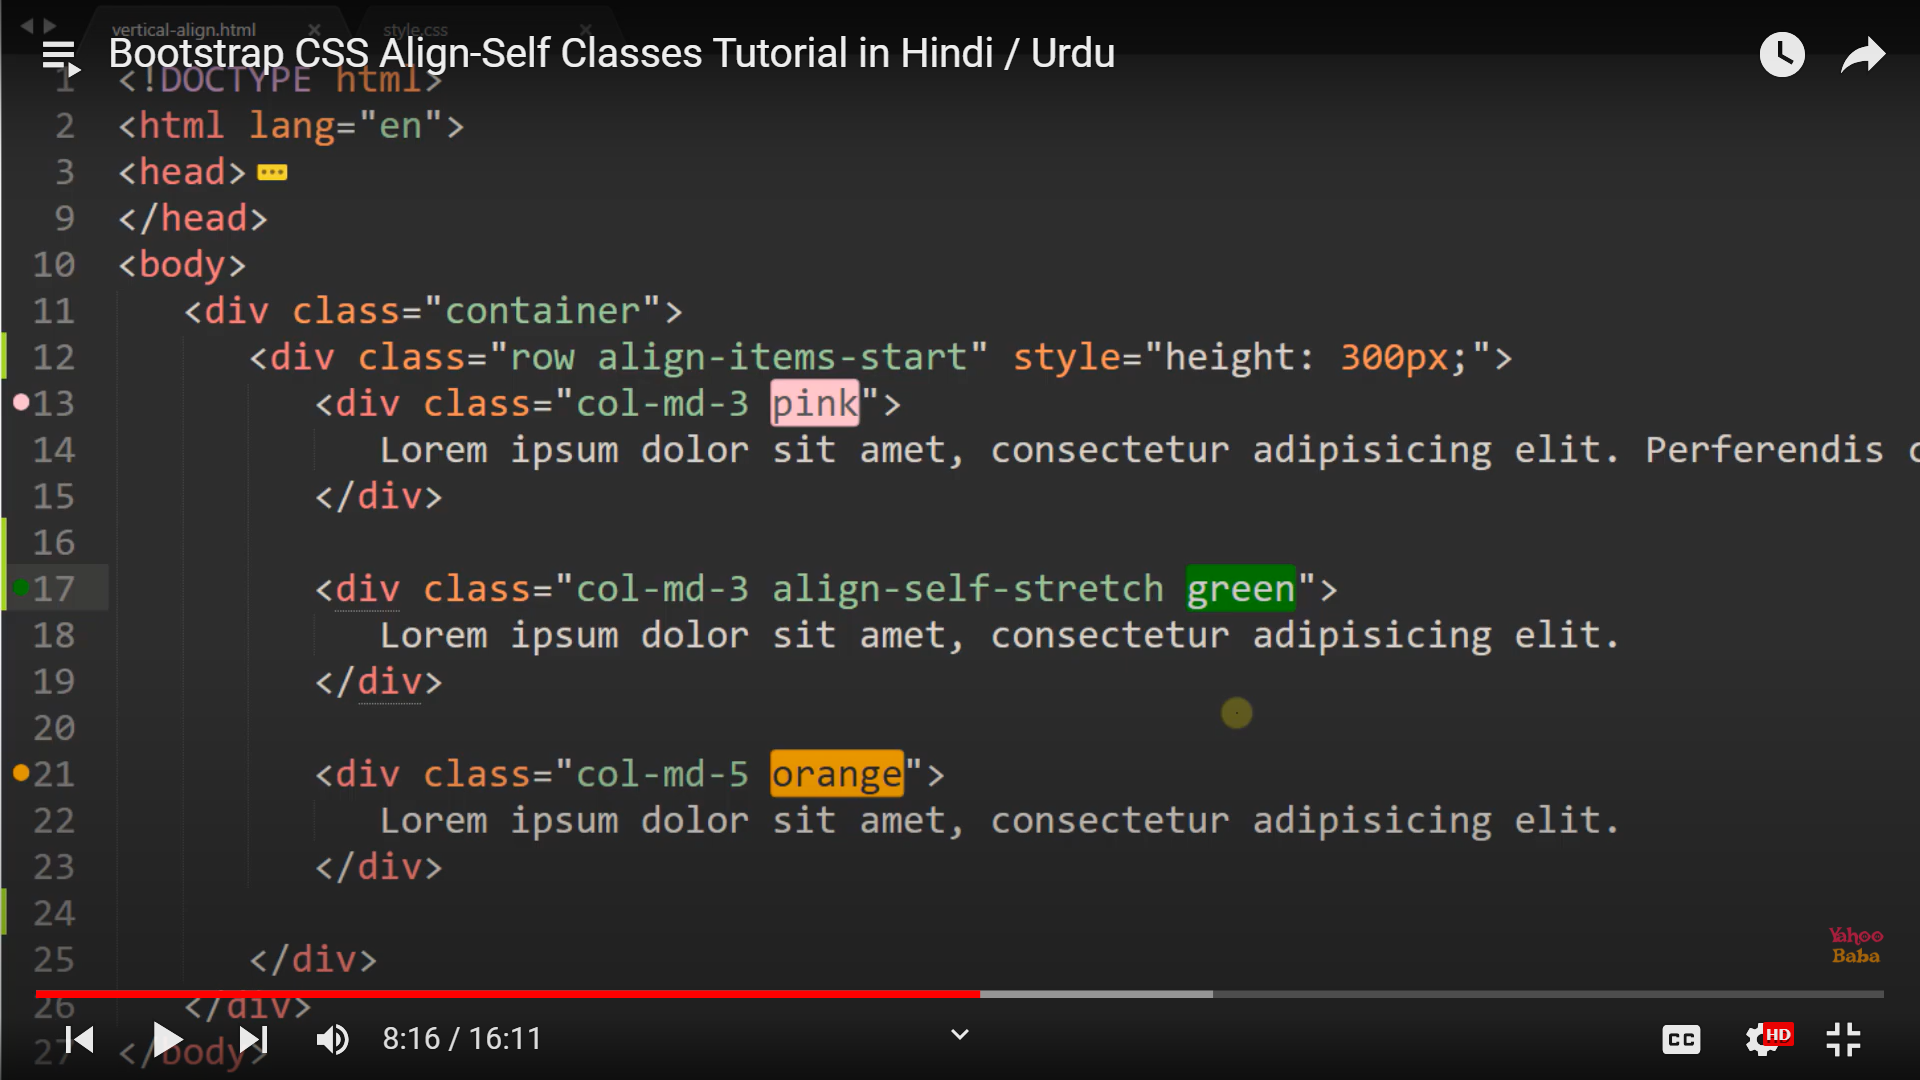 vertical-align.html
style.css
Bootstrap CSS Align-Self Classes Tutorial in Hindi / Urdu
1 <!DOCTYPE html>
2 <html lang="en">
3 <head>
9 </head>
10 <body>
11 <div class="container">
12 <div class="row align-items-start" style="height: 300px;">
13 <div class="col-md-3 pink">
14 Lorem ipsum dolor sit amet, consectetur adipisicing elit. Perferendis
15 </div>
16
17 <div class="col-md-3 align-self-stretch green">
18 Lorem ipsum dolor sit amet, consectetur adipisicing elit.
19 </div>
20
21 <div class="col-md-5 orange">
22 Lorem ipsum dolor sit amet, consectetur adipisicing elit.
23 </div>
24
25 </div>
26 </div>
27 </body>
Yahoo
Baba
8:16 / 16:11
CC
HD